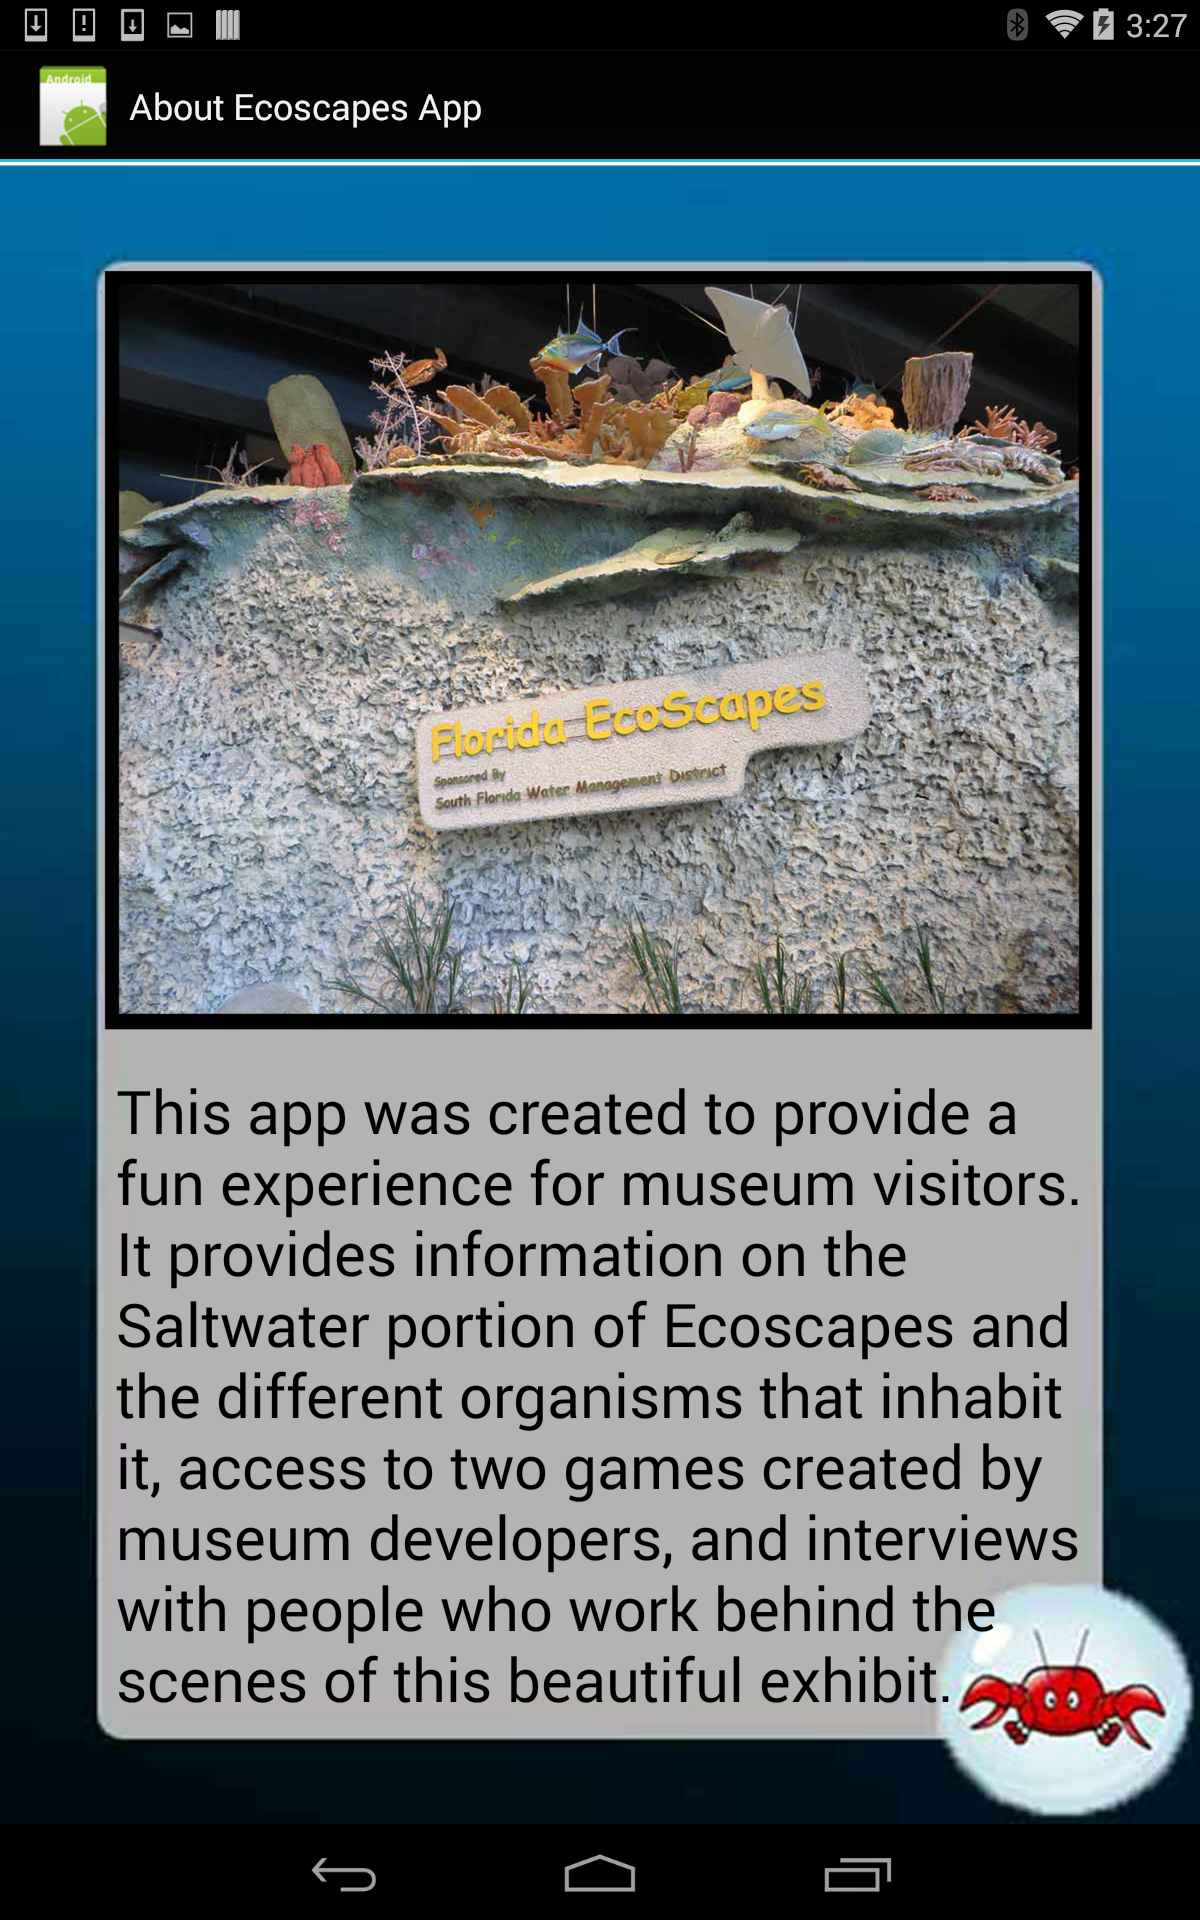 3:27
Android
About Ecoscapes App
Florida EcoScapes
Sponsored By
South Florida Water Management District
This app was created to provide a
fun experience for museum visitors.
It provides information on the
Saltwater portion of Ecoscapes and
the different organisms that inhabit
it, access to two games created by
museum developers, and interviews
with people who work behind the
scenes of this beautiful exhibit.